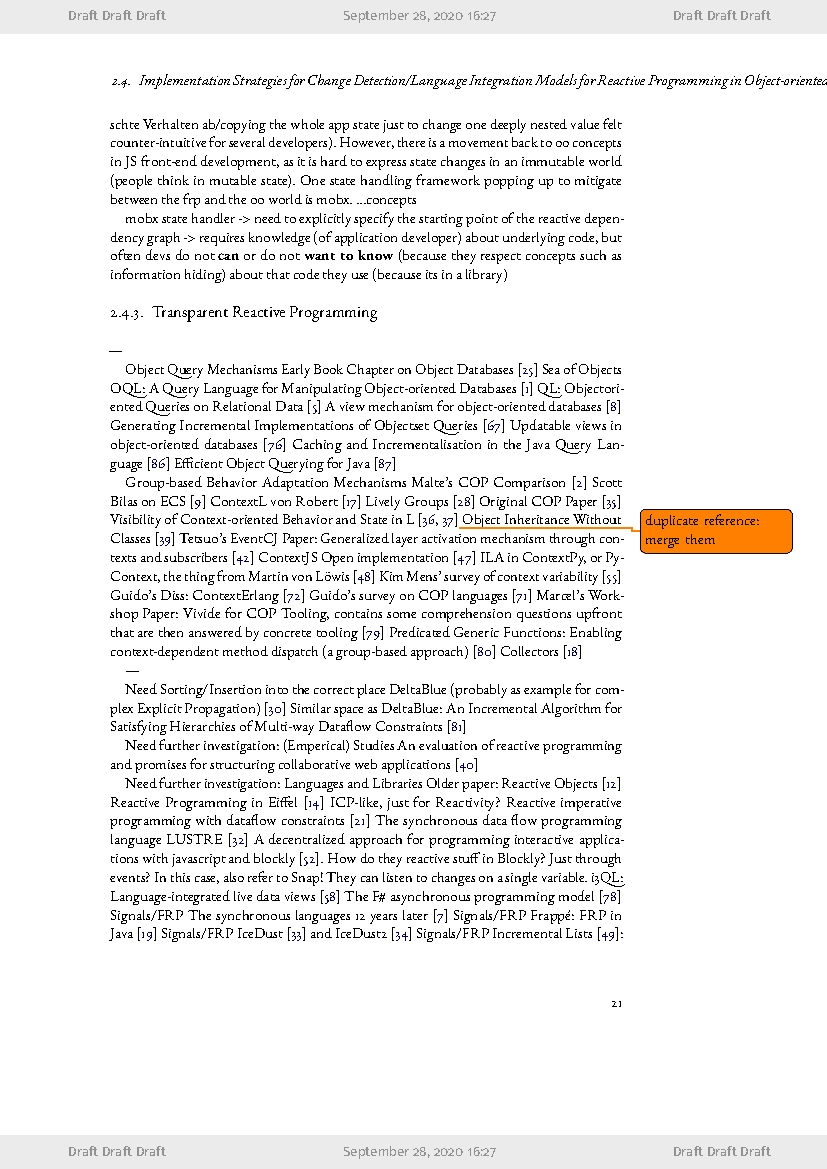 Draft Draft Draft September 28, 2020 16:27 Draft Draft Draft
2.4. Implementation Strategies for Change Detection/Language Integration Models for Reactive Programming in Object-oriented
schte Verhalten ab/copying the whole app state just to change one deeply nested value felt
counter-intuitive for several developers). However, there is a movement back to oo concepts
in JS front-end development, as it is hard to express state changes in an immutable world
(people think in mutable state). One state handling framework popping up to mitigate
between the frp and the oo world is mobx. ...concepts
mobx state handler -> need to explicitly specify the starting point of the reactive depen-
dency graph -> requires knowledge (of application developer) about underlying code, but
often devs do not can or do not want to know (because they respect concepts such as
information hiding) about that code they use (because its in a library)
2.4.3. Transparent Reactive Programming
—
Object Query Mechanisms Early Book Chapter on Object Databases [25] Sea of Objects
OQL: A Query Language for Manipulating Object-oriented Databases [1] QL: Objectori-
ented Queries on Relational Data [5] A view mechanism for object-oriented databases [8]
Generating Incremental Implementations of Objectset Queries [67] Updatable views in
object-oriented databases [76] Caching and Incrementalisation in the Java Query Lan-
guage [86] Efficient Object Querying for Java [87]
Group-based Behavior Adaptation Mechanisms Malte's COP Comparison [2] Scott
Bilas on ECS [9] ContextL von Robert [17] Lively Groups [28] Original COP Paper [35]
Visibility of Context-oriented Behavior and State in L [36, 37] Object Inheritance Without
duplicate reference:
merge them
Classes [39] Tetsuo's EventCJ Paper: Generalized layer activation mechanism through con-
texts and subscribers [42] ContextJS Open implementation [47] ILA in ContextPy, or Py-
Context, the thing from Martin von Löwis [48] Kim Mens' survey of context variability [55]
Guido's Diss: ContextErlang [72] Guido's survey on COP languages [71] Marcel's Work-
shop Paper: Vivide for COP Tooling, contains some comprehension questions upfront
that are then answered by concrete tooling [79] Predicated Generic Functions: Enabling
context-dependent method dispatch (a group-based approach) [80] Collectors [18]
—
Need Sorting/Insertion into the correct place DeltaBlue (probably as example for com-
plex Explicit Propagation) [30] Similar space as DeltaBlue: An Incremental Algorithm for
Satisfying Hierarchies of Multi-way Dataflow Constraints [81]
Need further investigation: (Emperical) Studies An evaluation of reactive programming
and promises for structuring collaborative web applications [40]
Need further investigation: Languages and Libraries Older paper: Reactive Objects [12]
Reactive Programming in Eiffel [14] ICP-like, just for Reactivity? Reactive imperative
programming with dataflow constraints [21] The synchronous data flow programming
language LUSTRE [32] A decentralized approach for programming interactive applica-
tions with javascript and blockly [52]. How do they reactive stuff in Blockly? Just through
events? In this case, also refer to Snap! They can listen to changes on a single variable. i3QL:
Language-integrated live data views [58] The F# asynchronous programming model [78]
Signals/FRP The synchronous languages 12 years later [7] Signals/FRP Frappé: FRP in
Java [19] Signals/FRP IceDust [33] and IceDust2 [34] Signals/FRP Incremental Lists [49]:
21
Draft Draft Draft September 28, 2020 16:27 Draft Draft Draft